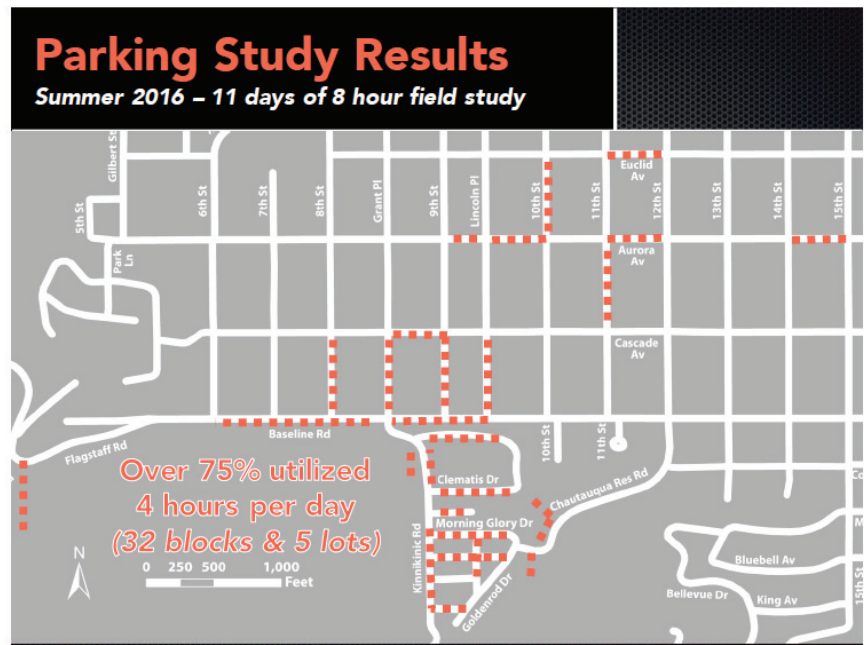 Parking Study Results
Summer 2016 – 11 days of 8 hour field study
Gilbert St
5th St
6th St
7th St
8th St
Grant Pl
9th St
Lincoln Pl
10th St
11th St
Euclid
Av
12th St
13th St
14th St
15th St
Park
Ln
Aurora
Av
Cascade
Av
Baseline Rd
Flagstaff Rd
10th St
11th St
Over 75% utilized
4 hours per day
(32 blocks & 5 lots)
Clematis Dr
Chautauqua Res Rd
Co
Morning Glory Dr
M
Kinnikinic Rd
Goldenrod Dr
N
0 250 500 1,000
Feet
Bluebell Av
Bellevue Dr
King Av
15th St